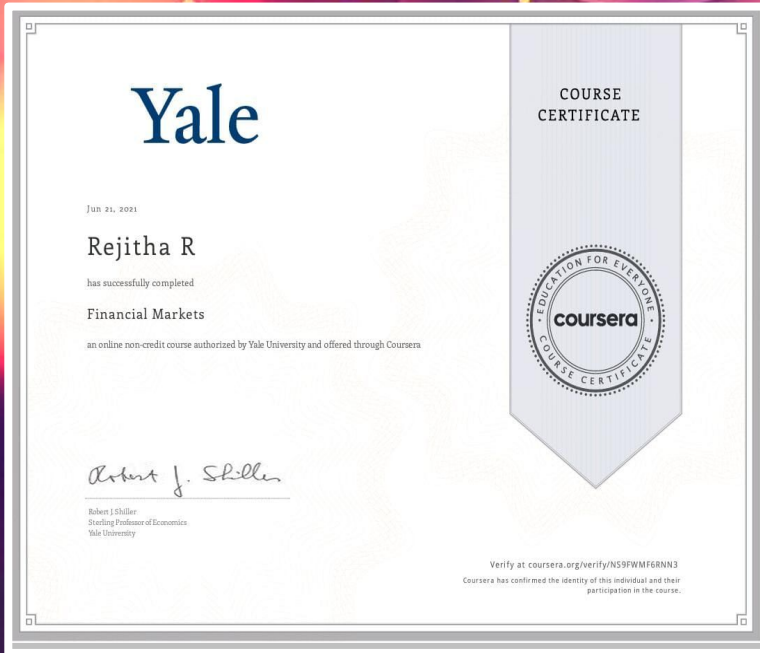 Yale
COURSE
CERTIFICATE
Jun 21, 2021
Rejitha R
has successfully completed
Financial Markets
an online non-credit course authorized by Yale University and offered through Coursera
EDUCATION FOR EVERYONE
coursera
COURSE CERTIFICATE
Robert J. Shiller
Robert J. Shiller
Sterling Professor of Economics
Yale University
Verify at coursera.org/verify/NS9FWMF6RNN3
Coursera has confirmed the identity of this individual and their
participation in the course.